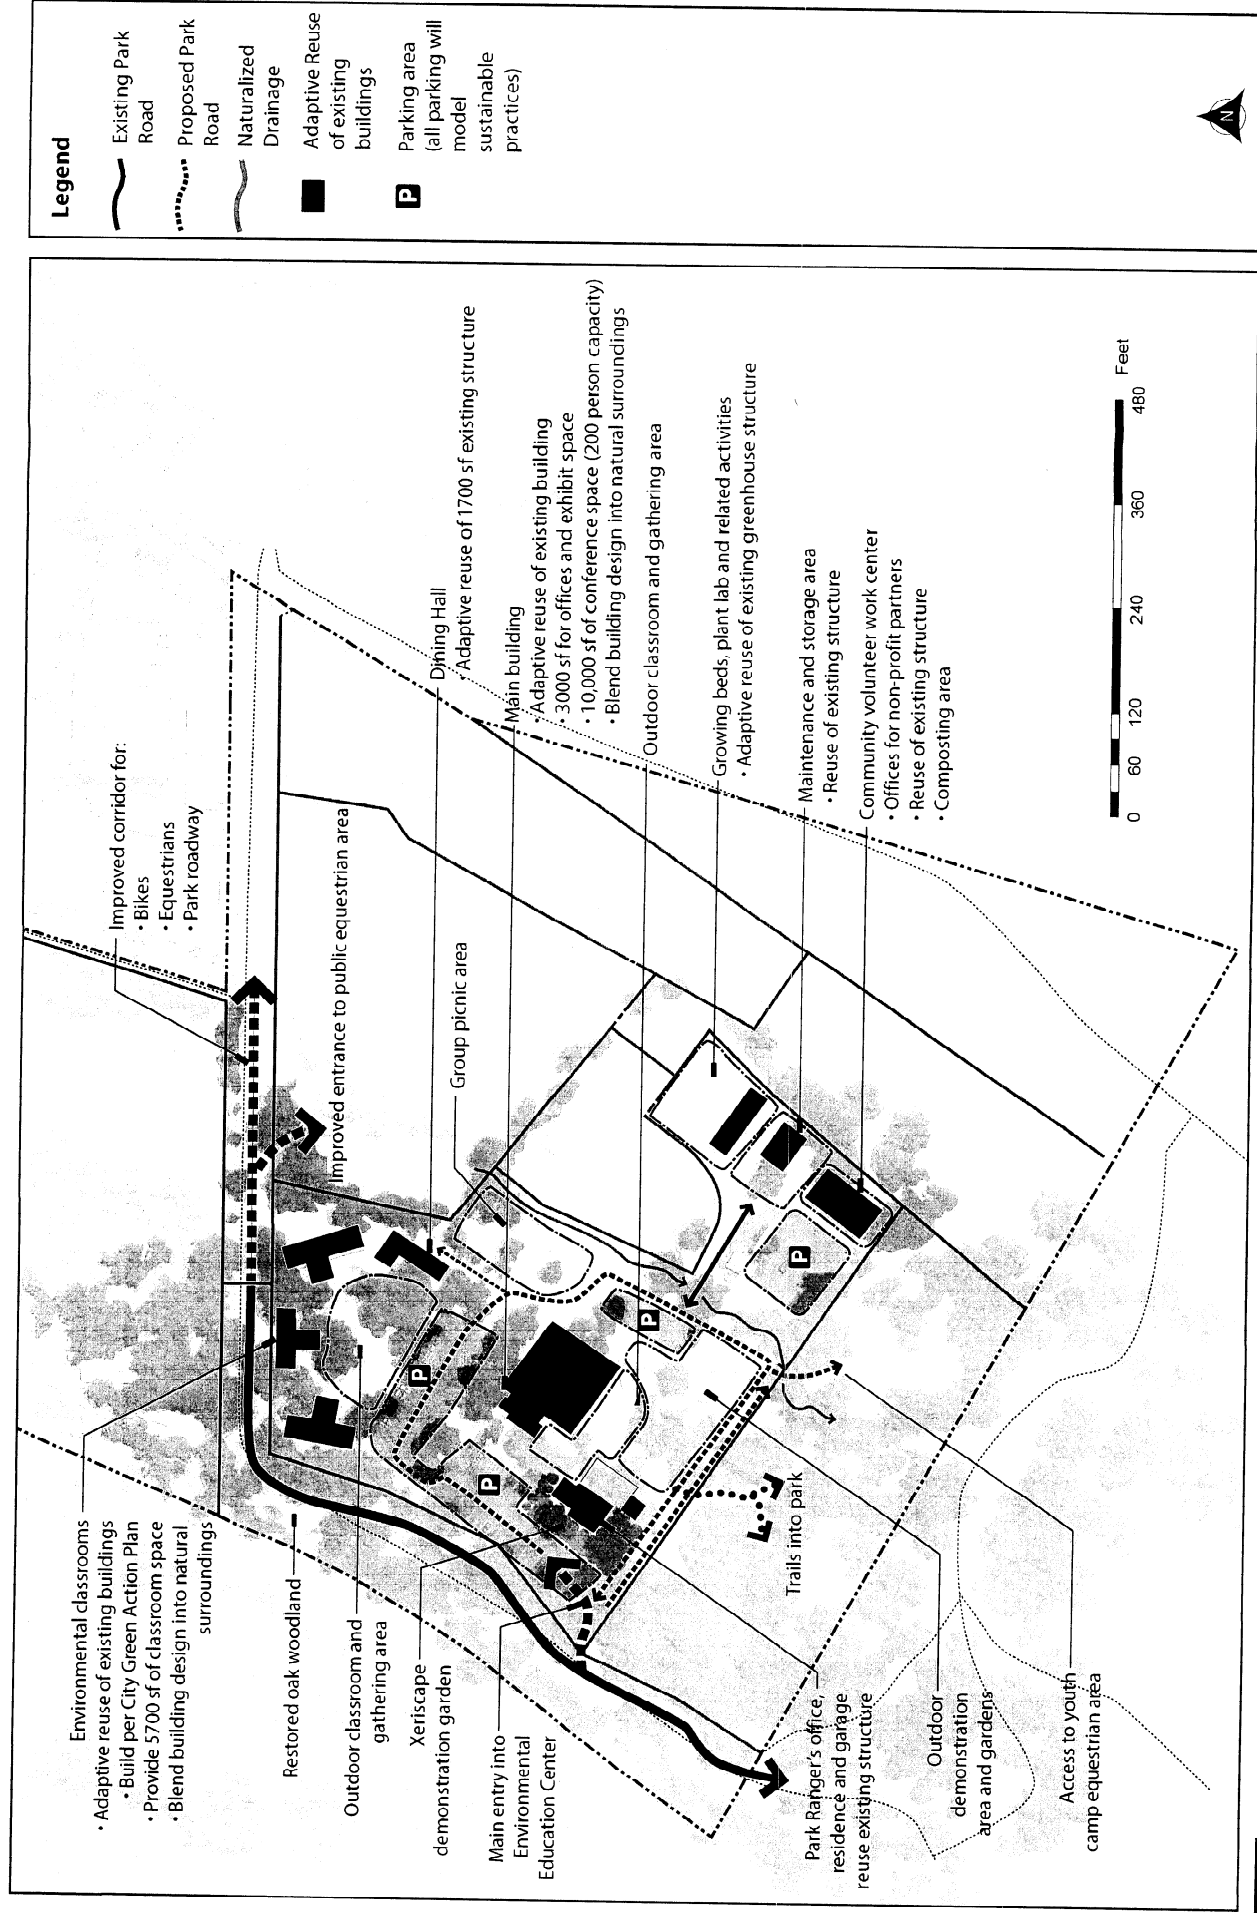 Legend
Existing Park
Road
Proposed Park
Road
Naturalized
Drainage
Adaptive Reuse
of existing
buildings
P
Parking area
(all parking will
model
sustainable
practices)
N
Environmental classrooms
• Adaptive reuse of existing buildings
• Build per City Green Action Plan
• Provide 5700 sf of classroom space
• Blend building design into natural
surroundings
Restored oak woodland
Outdoor classroom and
gathering area
Xeriscape
demonstration garden
Main entry into
Environmental
Education Center
Park Ranger's office,
residence and garage
reuse existing structure
Outdoor
demonstration
area and gardens
Access to youth
camp equestrian area
Trails into park
P
P
P
P
Improved corridor for:
• Bikes
• Equestrians
• Park roadway
Improved entrance to public equestrian area
Group picnic area
Dining Hall
• Adaptive reuse of 1700 sf existing structure
Main building
• Adaptive reuse of existing building
• 3000 sf for offices and exhibit space
• 10,000 sf of conference space (200 person capacity)
• Blend building design into natural surroundings
Outdoor classroom and gathering area
Growing beds, plant lab and related activities
• Adaptive reuse of existing greenhouse structure
Maintenance and storage area
• Reuse of existing structure
Community volunteer work center
• Offices for non-profit partners
• Reuse of existing structure
• Composting area
Feet
0 60 120 240 360 480